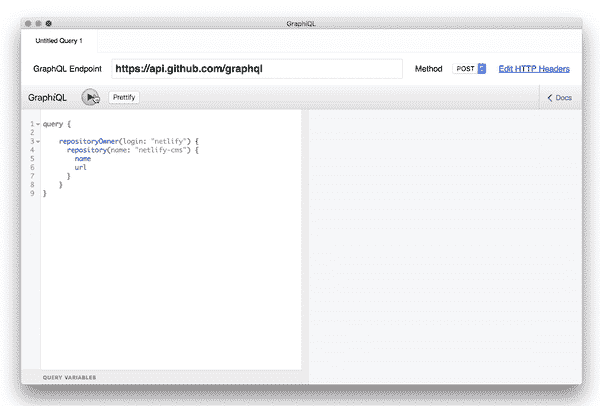 GraphiQL
Untitled Query 1
GraphQL Endpoint https://api.github.com/graphql Method POST Edit HTTP Headers
GraphiQL Prettify Docs
1 query {
2
3 repositoryOwner(login: "netlify") {
4 repository(name: "netlify-cms") {
5 name
6 url
7 }
8 }
9 }
QUERY VARIABLES